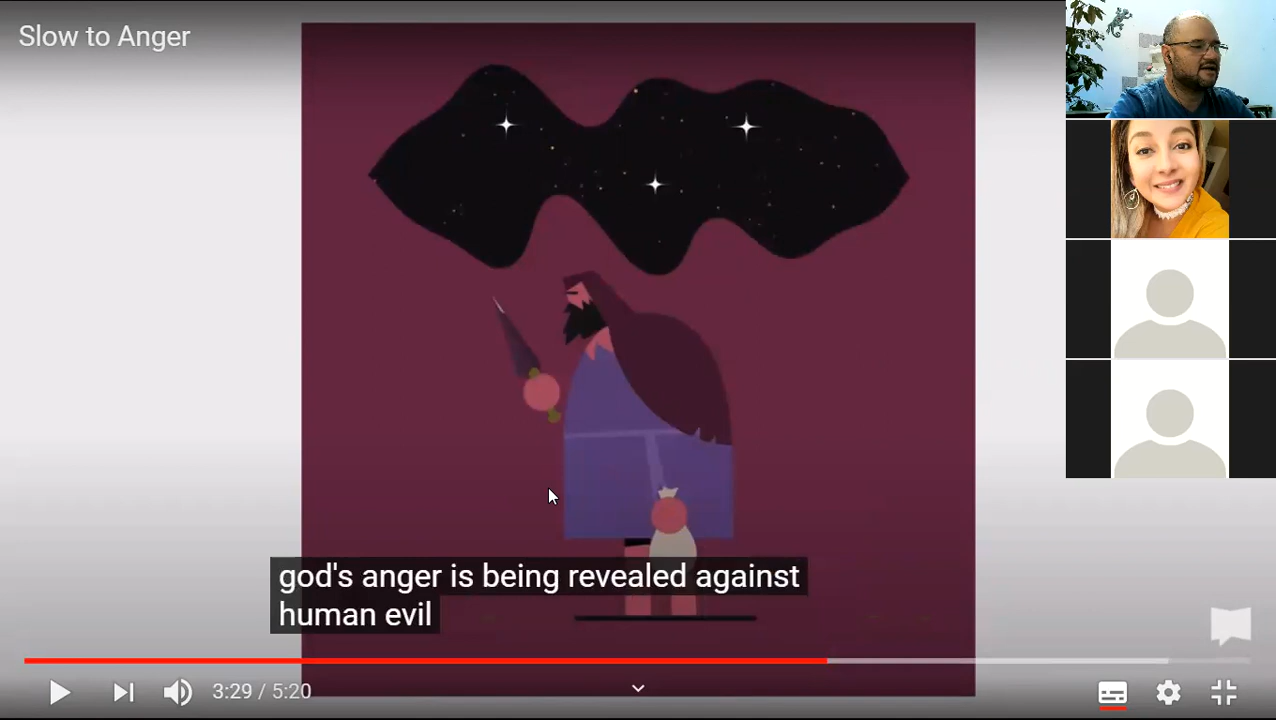 Slow to Anger
god's anger is being revealed against
human evil
3:29 / 5:20